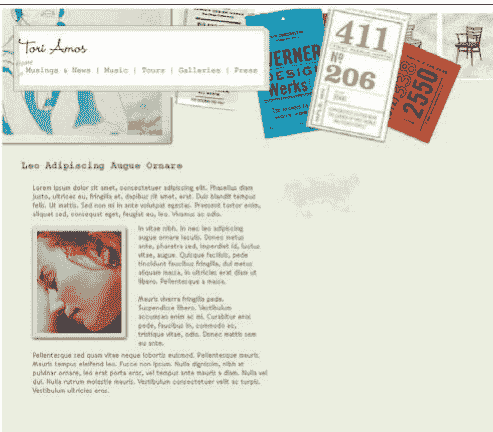 Tori Amos
Musings & News | Music | Tours | Galleries | Press
411
VERNER
DESIGN
Works.
Nº
206
2550
Leo Adipiscing Augue Ornare
Lorem ipsum dolor sit amet, consectetuer adipiscing elit. Phasellus diam
justo, ultrices eu, fringilla et, dapibus sit amet, erat. Duis blandit tempus
felis. Ut mattis. Sed non mi in ante volutpat egestas. Praesent tortor enim,
aliquet sed, consequat eget, feugiat eu, leo. Vivamus ac odio.
In vitae nibh. In nec leo adipiscing
augue ornare iaculis. Donec metus
ante, pharetra sed, imperdiet id, luctus
vitae, augue. Quisque facilisis, pede
tincidunt faucibus fringilla, dui metus
aliquam massa, in ultricies erat diam ut
libero. Pellentesque a massa.
Mauris viverra fringilla pede.
Suspendisse libero. Vestibulum
accumsan enim ac mi. Curabitur eros
pede, faucibus in, commodo ac,
tristique vitae, odio. Donec mattis sem
eu ante.
Pellentesque sed quam vitae neque lobortis euismod. Pellentesque mauris.
Mauris tempus eleifend leo. Fusce non ipsum. Nulla dignissim, nibh at
pulvinar ornare, leo erat porta eros, vel tempus ante mauris a diam. Nulla vel
dui. Nulla rutrum molestie mauris. Vestibulum consectetuer velit ac turpis.
Vestibulum ultricies eros.